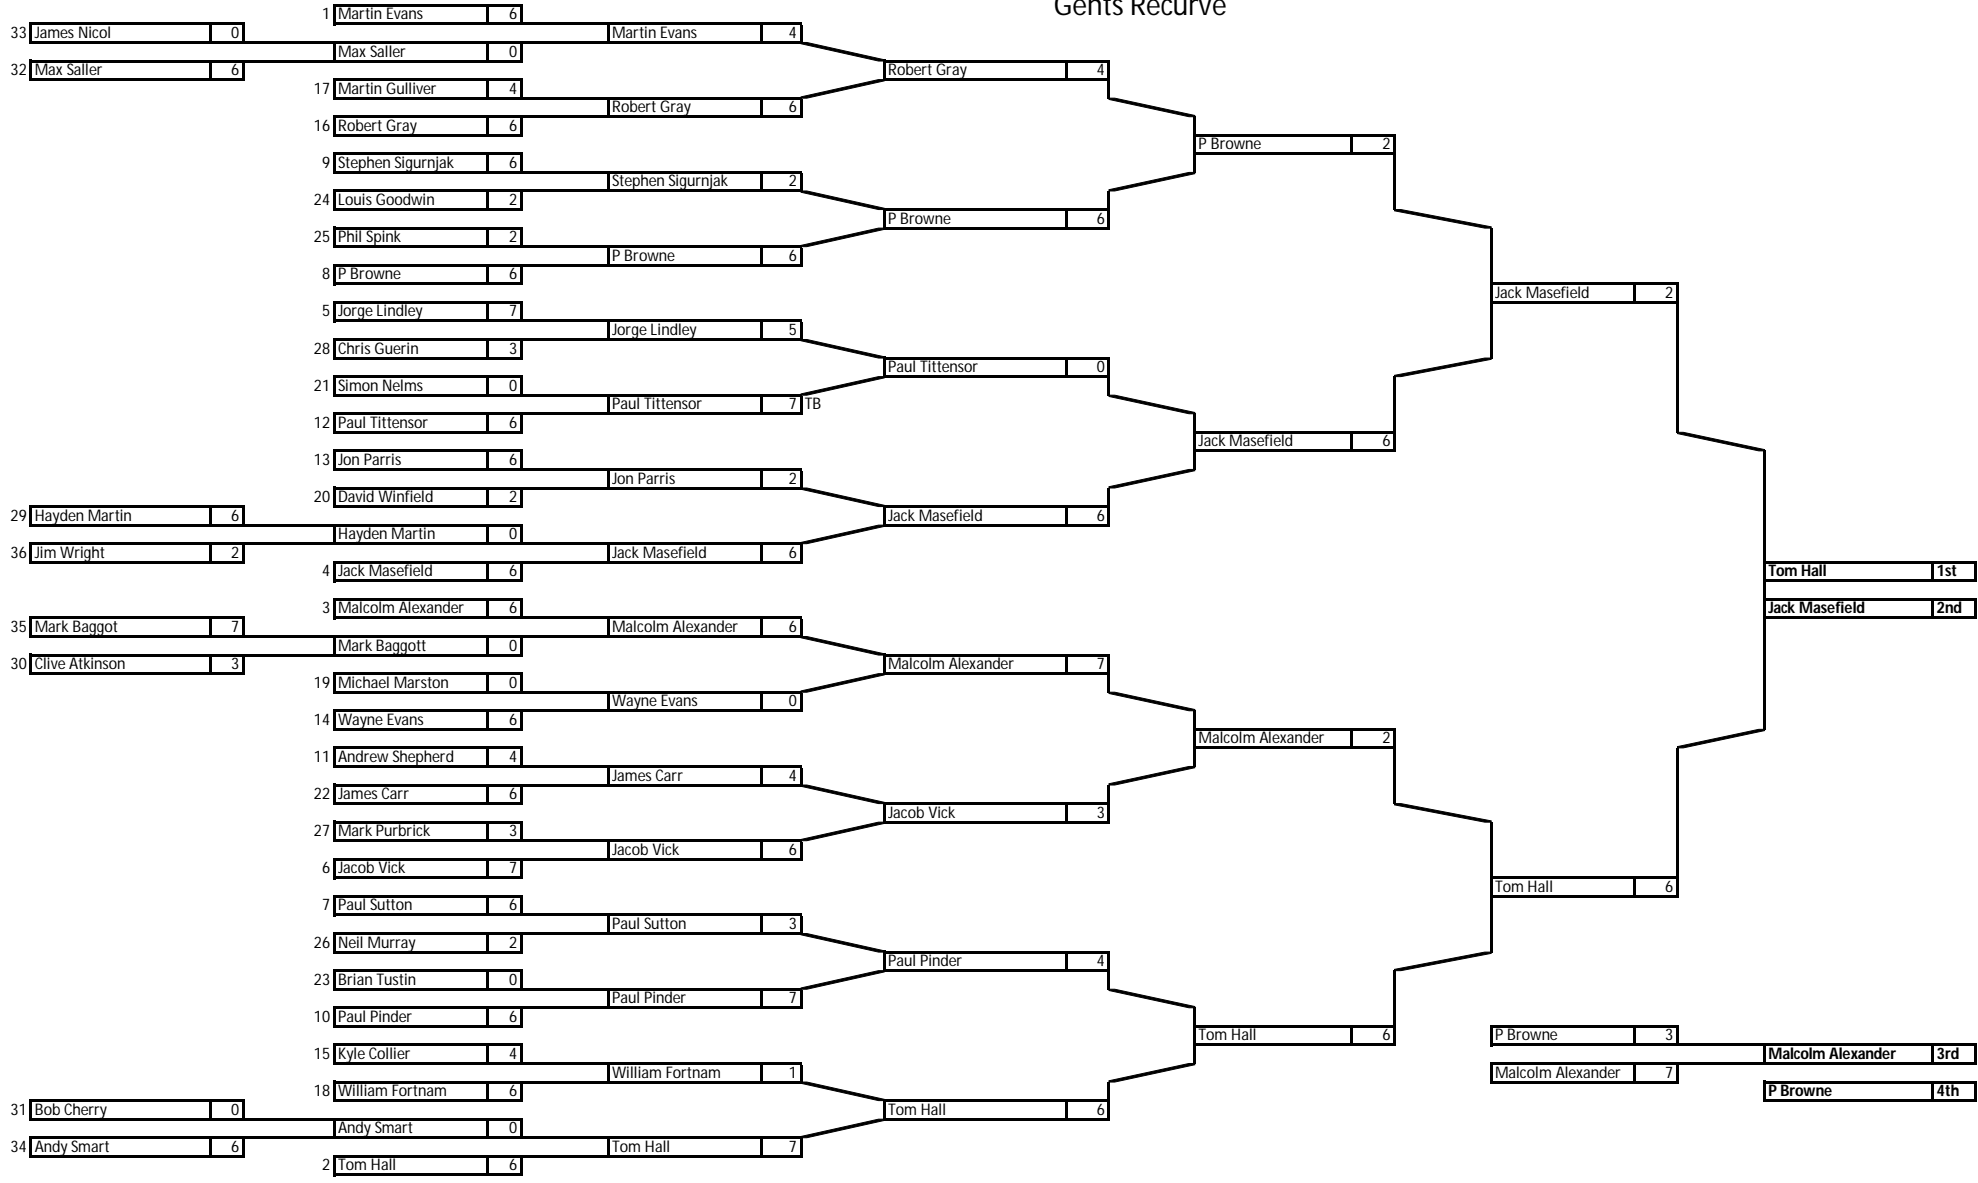 Gents Recurve
1 Martin Evans 6
33 James Nicol 0 Martin Evans 4
Max Saller 0
32 Max Saller 6 Robert Gray 4
17 Martin Gulliver 4
Robert Gray 6
16 Robert Gray 6
P Browne 2
9 Stephen Sigurnjak 6
Stephen Sigurnjak 2
24 Louis Goodwin 2
P Browne 6
25 Phil Spink 2
P Browne 6
8 P Browne 6
Jack Masefield 2
5 Jorge Lindley 7
Jorge Lindley 5
28 Chris Guerin 3
Paul Tittensor 0
21 Simon Nelms 0
Paul Tittensor 7 TB
12 Paul Tittensor 6
Jack Masefield 6
13 Jon Parris 6
Jon Parris 2
20 David Winfield 2
29 Hayden Martin 6 Jack Masefield 6
Hayden Martin 0
36 Jim Wright 2 Jack Masefield 6
4 Jack Masefield 6 Tom Hall 1st
3 Malcolm Alexander 6 Jack Masefield 2nd
35 Mark Baggot 7 Malcolm Alexander 6
Mark Baggott 0
30 Clive Atkinson 3 Malcolm Alexander 7
19 Michael Marston 0
Wayne Evans 0
14 Wayne Evans 6
Malcolm Alexander 2
11 Andrew Shepherd 4
James Carr 4
22 James Carr 6
Jacob Vick 3
27 Mark Purbrick 3
Jacob Vick 6
6 Jacob Vick 7
Tom Hall 6
7 Paul Sutton 6
Paul Sutton 3
26 Neil Murray 2
Paul Pinder 4
23 Brian Tustin 0
Paul Pinder 7
10 Paul Pinder 6
Tom Hall 6 P Browne 3
15 Kyle Collier 4 Malcolm Alexander 3rd
William Fortnam 1 Malcolm Alexander 7
18 William Fortnam 6 P Browne 4th
31 Bob Cherry 0 Tom Hall 6
Andy Smart 0
34 Andy Smart 6 Tom Hall 7
2 Tom Hall 6